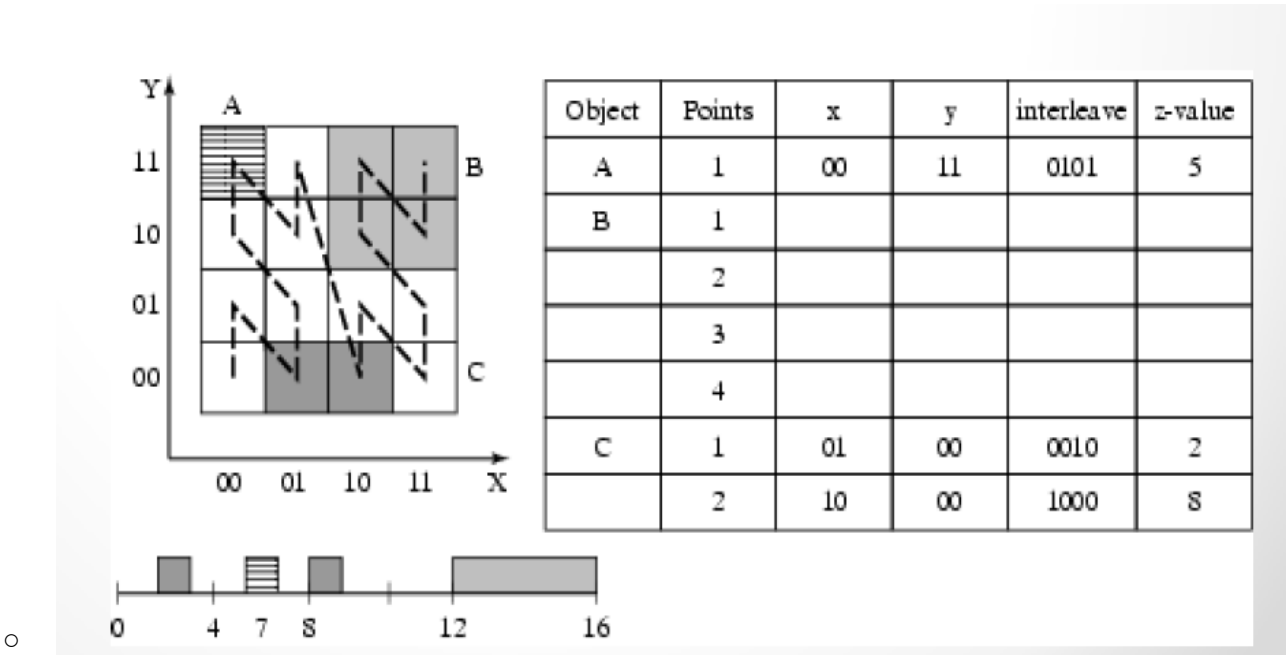 Y
A
11
B
10
01
00
C
00 01 10 11 X
Object Points x y interleave z-value
A 1 00 11 0101 5
B 1
2
3
4
C 1 01 00 0010 2
2 10 00 1000 8
0 4 7 8 12 16